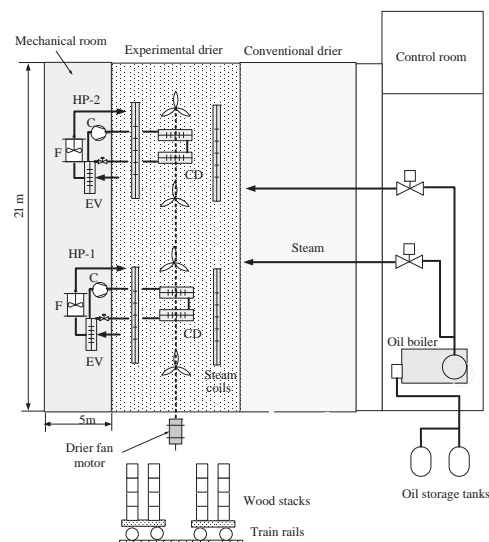 Mechanical room
Experimental drier
Conventional drier
Control room
HP-2
C
F
CD
EV
21 m
HP-1
Steam
C
F
CD
EV
Oil boiler
Steam
coils
5m
Drier fan
motor
Wood stacks
Oil storage tanks
Train rails